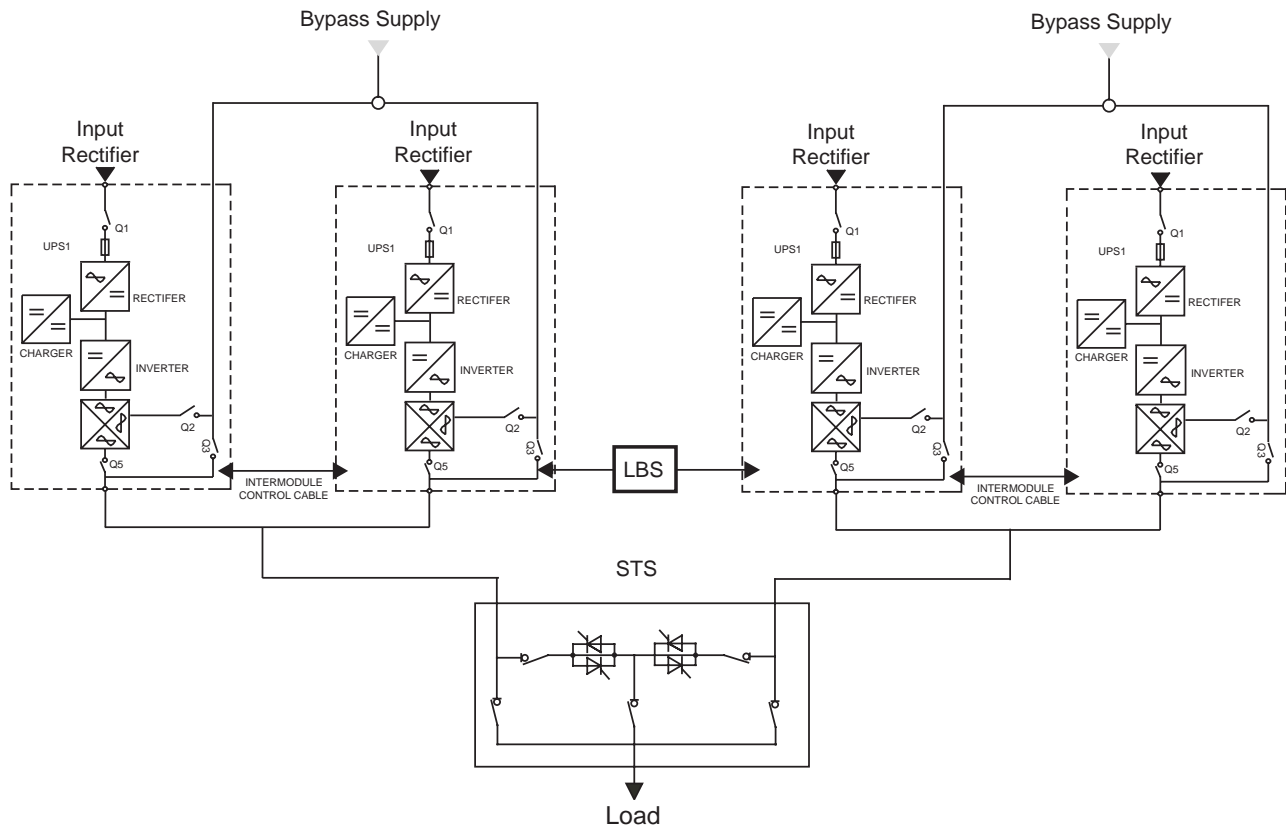 Bypass Supply
Bypass Supply
Input
Rectifier
Input
Rectifier
Input
Rectifier
Input
Rectifier
Q1
UPS1
RECTIFER
CHARGER
INVERTER
Q2
Q3
Q5
Q1
UPS1
RECTIFER
CHARGER
INVERTER
Q2
Q3
Q5
Q1
UPS1
RECTIFER
CHARGER
INVERTER
Q2
Q3
Q5
Q1
UPS1
RECTIFER
CHARGER
INVERTER
Q2
Q3
Q5
INTERMODULE
CONTROL CABLE
LBS
INTERMODULE
CONTROL CABLE
STS
Load